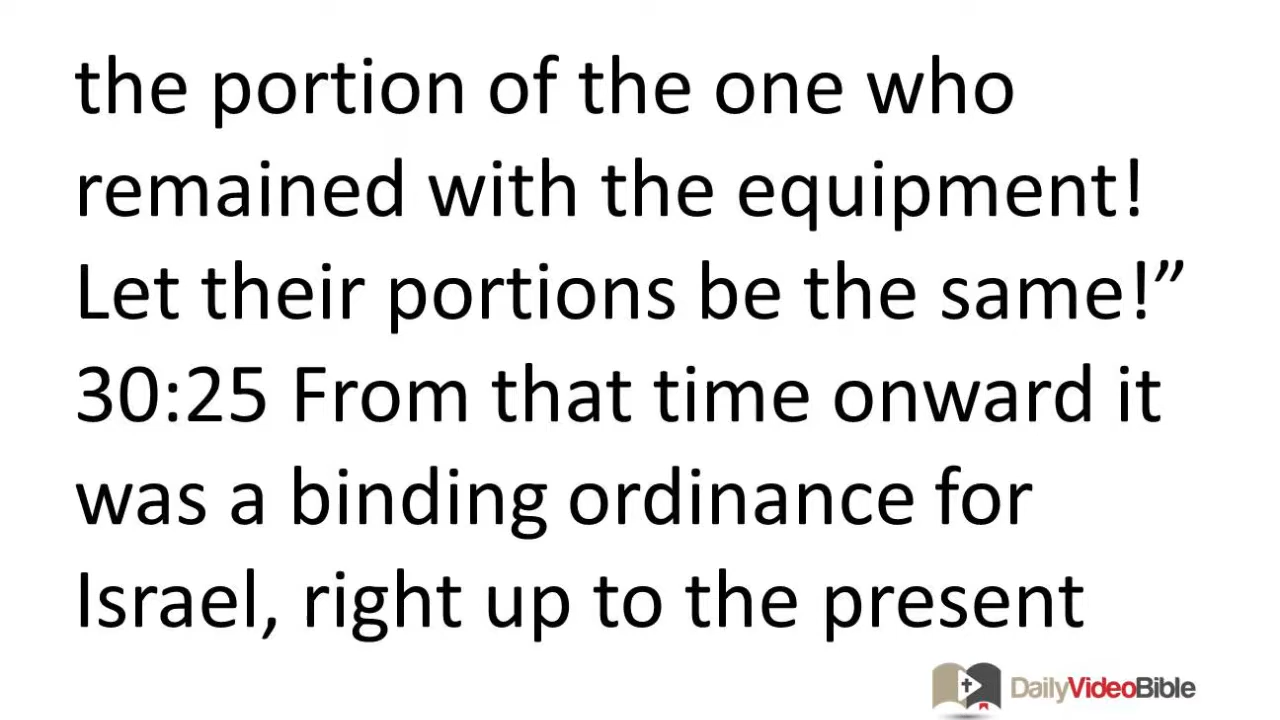 the portion of the one who
remained with the equipment!
Let their portions be the same!”
30:25 From that time onward it
was a binding ordinance for
Israel, right up to the present
DailyVideoBible